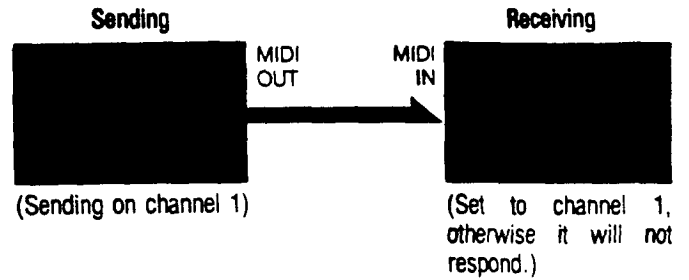 Sending
Receiving
MIDI
OUT
MIDI
IN
(Sending on channel 1)
(Set to channel 1,
otherwise it will not
respond.)